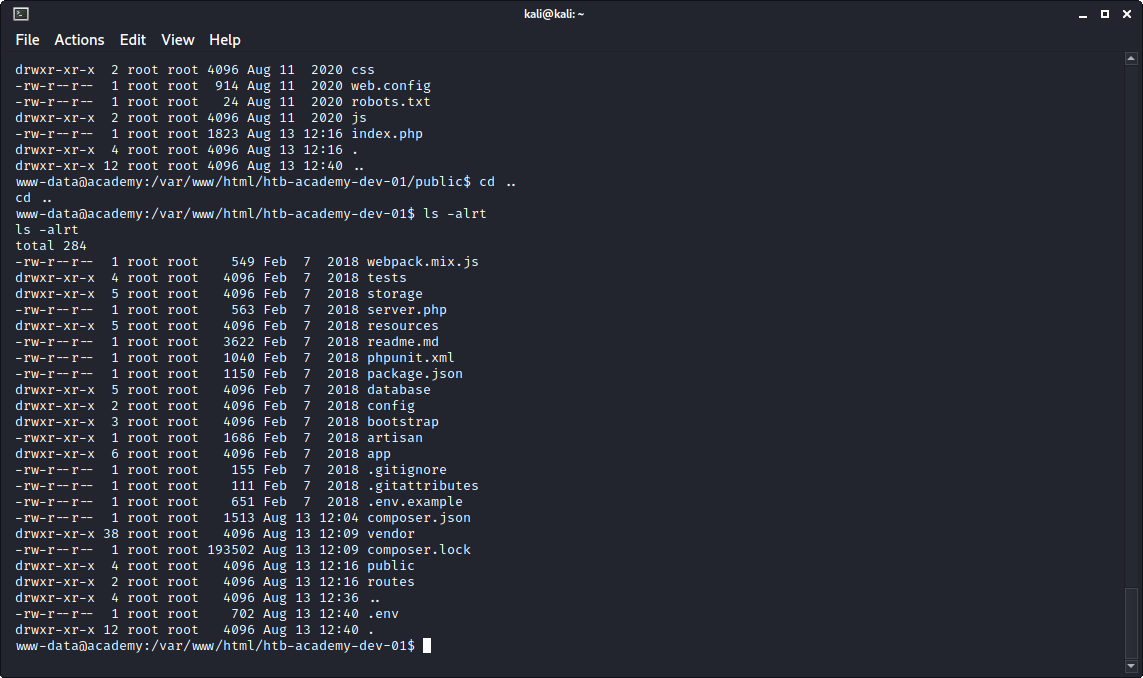 kali@kali: ~
File Actions Edit View Help
drwxr-xr-x  2 root root 4096 Aug 11  2020 css
-rw-r--r--  1 root root  914 Aug 11  2020 web.config
-rw-r--r--  1 root root   24 Aug 11  2020 robots.txt
drwxr-xr-x  2 root root 4096 Aug 11  2020 js
-rw-r--r--  1 root root 1823 Aug 13 12:16 index.php
drwxr-xr-x  4 root root 4096 Aug 13 12:16 .
drwxr-xr-x 12 root root 4096 Aug 13 12:40 ..
www-data@academy:/var/www/html/htb-academy-dev-01/public$ cd ..
cd ..
www-data@academy:/var/www/html/htb-academy-dev-01$ ls -alrt
ls -alrt
total 284
-rw-r--r--  1 root root    549 Feb  7  2018 webpack.mix.js
drwxr-xr-x  4 root root   4096 Feb  7  2018 tests
drwxr-xr-x  5 root root   4096 Feb  7  2018 storage
-rw-r--r--  1 root root    563 Feb  7  2018 server.php
drwxr-xr-x  5 root root   4096 Feb  7  2018 resources
-rw-r--r--  1 root root   3622 Feb  7  2018 readme.md
-rw-r--r--  1 root root   1040 Feb  7  2018 phpunit.xml
-rw-r--r--  1 root root   1150 Feb  7  2018 package.json
drwxr-xr-x  5 root root   4096 Feb  7  2018 database
drwxr-xr-x  2 root root   4096 Feb  7  2018 config
drwxr-xr-x  3 root root   4096 Feb  7  2018 bootstrap
-rwxr-xr-x  1 root root   1686 Feb  7  2018 artisan
drwxr-xr-x  6 root root   4096 Feb  7  2018 app
-rw-r--r--  1 root root    155 Feb  7  2018 .gitignore
-rw-r--r--  1 root root    111 Feb  7  2018 .gitattributes
-rw-r--r--  1 root root    651 Feb  7  2018 .env.example
-rw-r--r--  1 root root   1513 Aug 13 12:04 composer.json
drwxr-xr-x 38 root root   4096 Aug 13 12:09 vendor
-rw-r--r--  1 root root 193502 Aug 13 12:09 composer.lock
drwxr-xr-x  4 root root   4096 Aug 13 12:16 public
drwxr-xr-x  2 root root   4096 Aug 13 12:16 routes
drwxr-xr-x  4 root root   4096 Aug 13 12:36 ..
-rw-r--r--  1 root root    702 Aug 13 12:40 .env
drwxr-xr-x 12 root root   4096 Aug 13 12:40 .
www-data@academy:/var/www/html/htb-academy-dev-01$